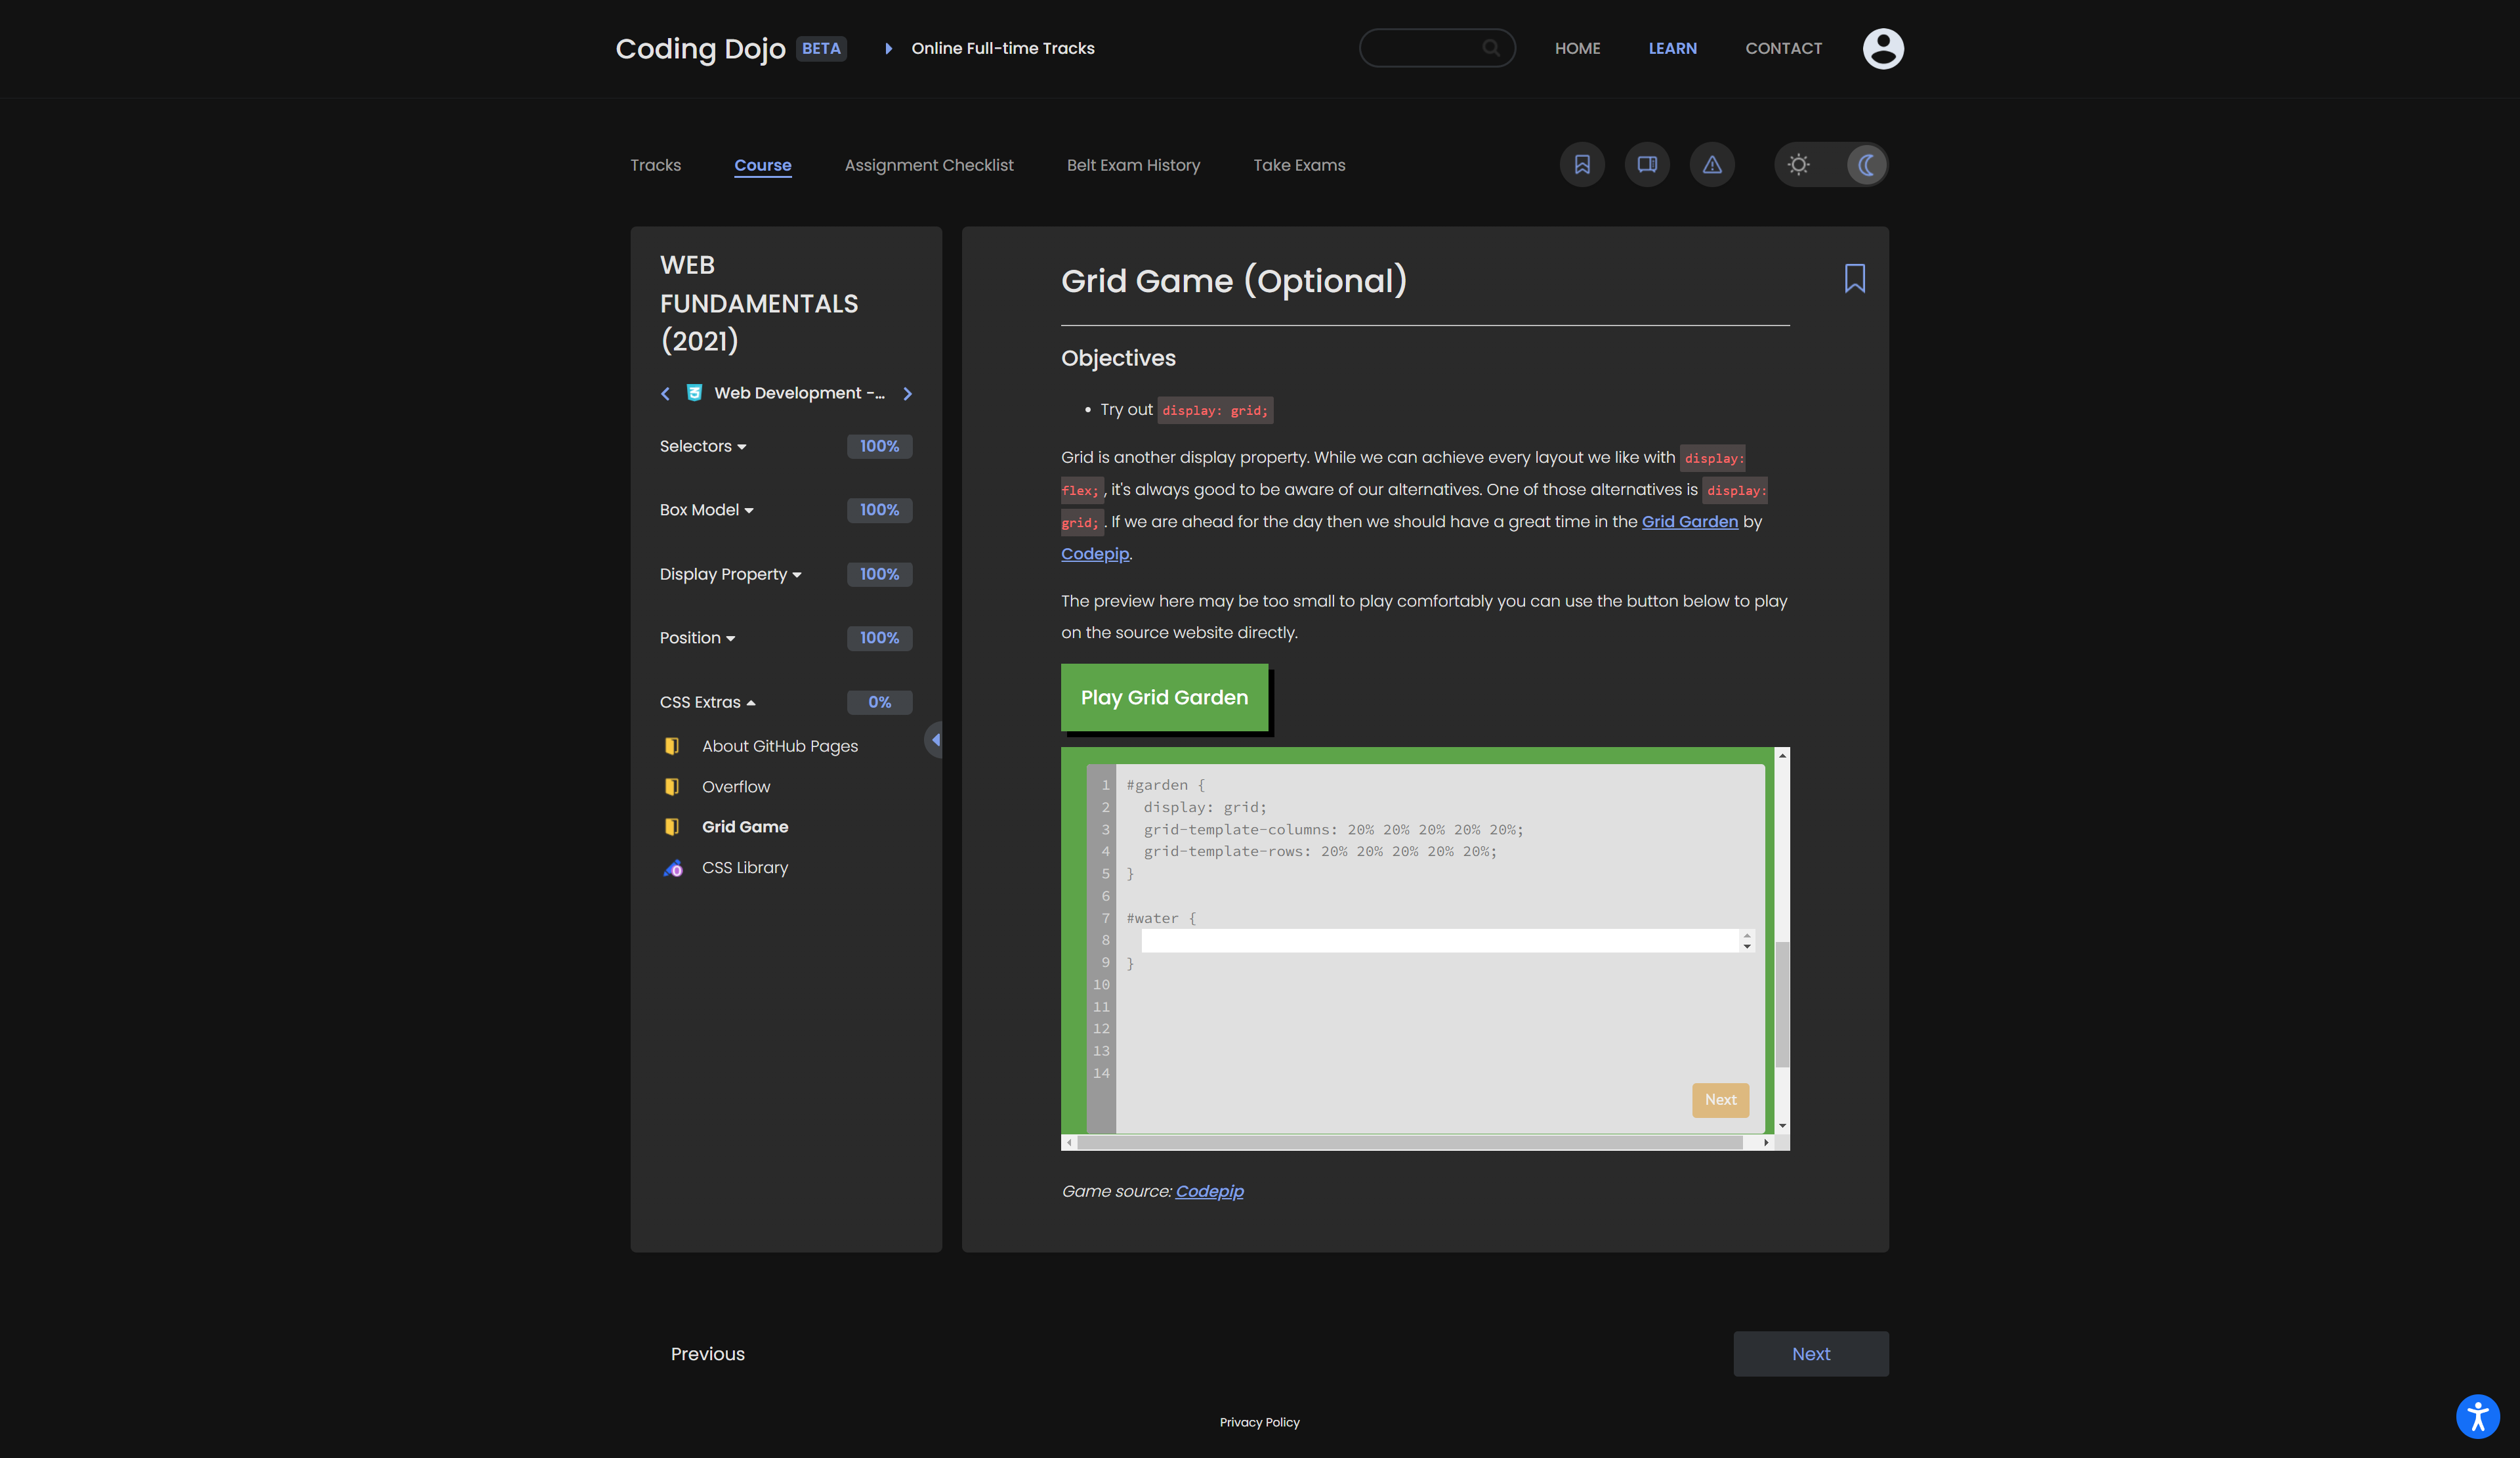 Coding Dojo BETA Online Full-time Tracks HOME LEARN CONTACT
Tracks Course Assignment Checklist Belt Exam History Take Exams
WEB
FUNDAMENTALS
(2021)
Web Development -...
Selectors 100%
Box Model 100%
Display Property 100%
Position 100%
CSS Extras 0%
About GitHub Pages
Overflow
Grid Game
CSS Library
Grid Game (Optional)
Objectives
• Try out display: grid;
Grid is another display property. While we can achieve every layout we like with display:
flex; , it's always good to be aware of our alternatives. One of those alternatives is display:
grid; . If we are ahead for the day then we should have a great time in the Grid Garden by
Codepip.
The preview here may be too small to play comfortably you can use the button below to play
on the source website directly.
Play Grid Garden
1 #garden {
2 display: grid;
3 grid-template-columns: 20% 20% 20% 20% 20%;
4 grid-template-rows: 20% 20% 20% 20% 20%;
5 }
6
7 #water {
8
9 }
10
11
12
13
14
Next
Game source: Codepip
Previous Next
Privacy Policy